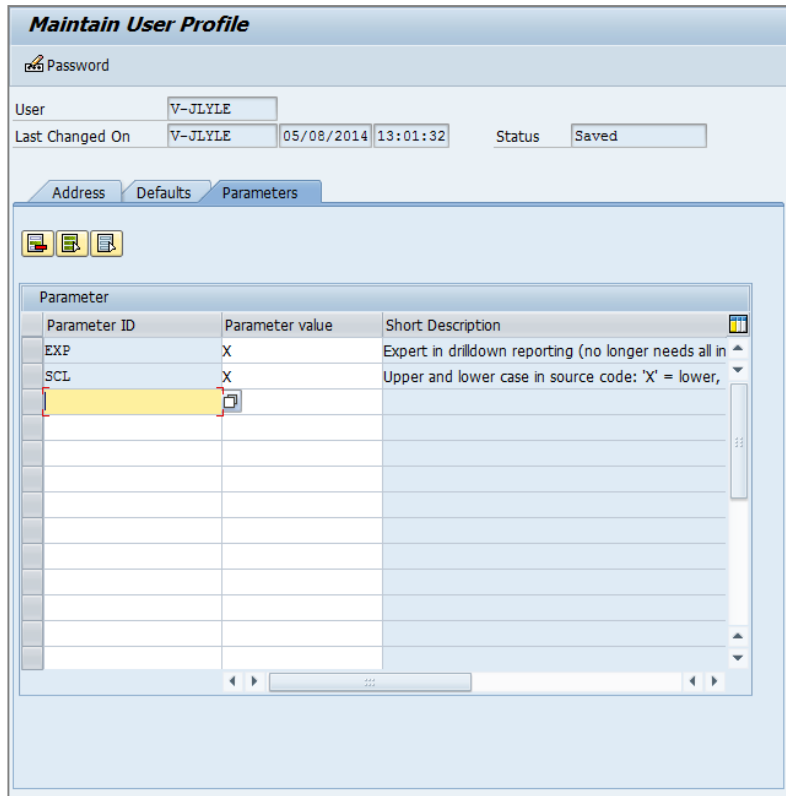 Maintain User Profile
Password
User V-JLYLE
Last Changed On V-JLYLE 05/08/2014 13:01:32 Status Saved
Address Defaults Parameters
Parameter
Parameter ID Parameter value Short Description
EXP X Expert in drilldown reporting (no longer needs all in
SCL X Upper and lower case in source code: 'X' = lower,